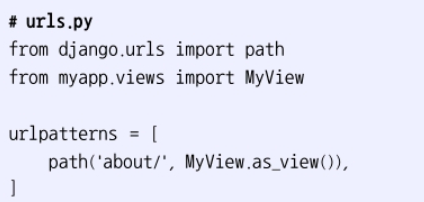 # urls.py
from django.urls import path
from myapp.views import MyView

urlpatterns = [
    path('about/', MyView.as_view()),
]